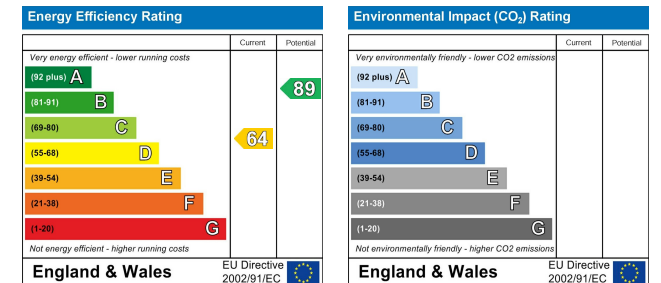 Energy Efficiency Rating
Current Potential
Very energy efficient - lower running costs
(92 plus) A
(81-91) B
(69-80) C
(55-68) D
(39-54) E
(21-38) F
(1-20) G
64
89
Not energy efficient - higher running costs
England & Wales
EU Directive
2002/91/EC
Environmental Impact (CO₂) Rating
Current Potential
Very environmentally friendly - lower CO2 emissions
(92 plus) A
(81-91) B
(69-80) C
(55-68) D
(39-54) E
(21-38) F
(1-20) G
Not environmentally friendly - higher CO2 emissions
England & Wales
EU Directive
2002/91/EC